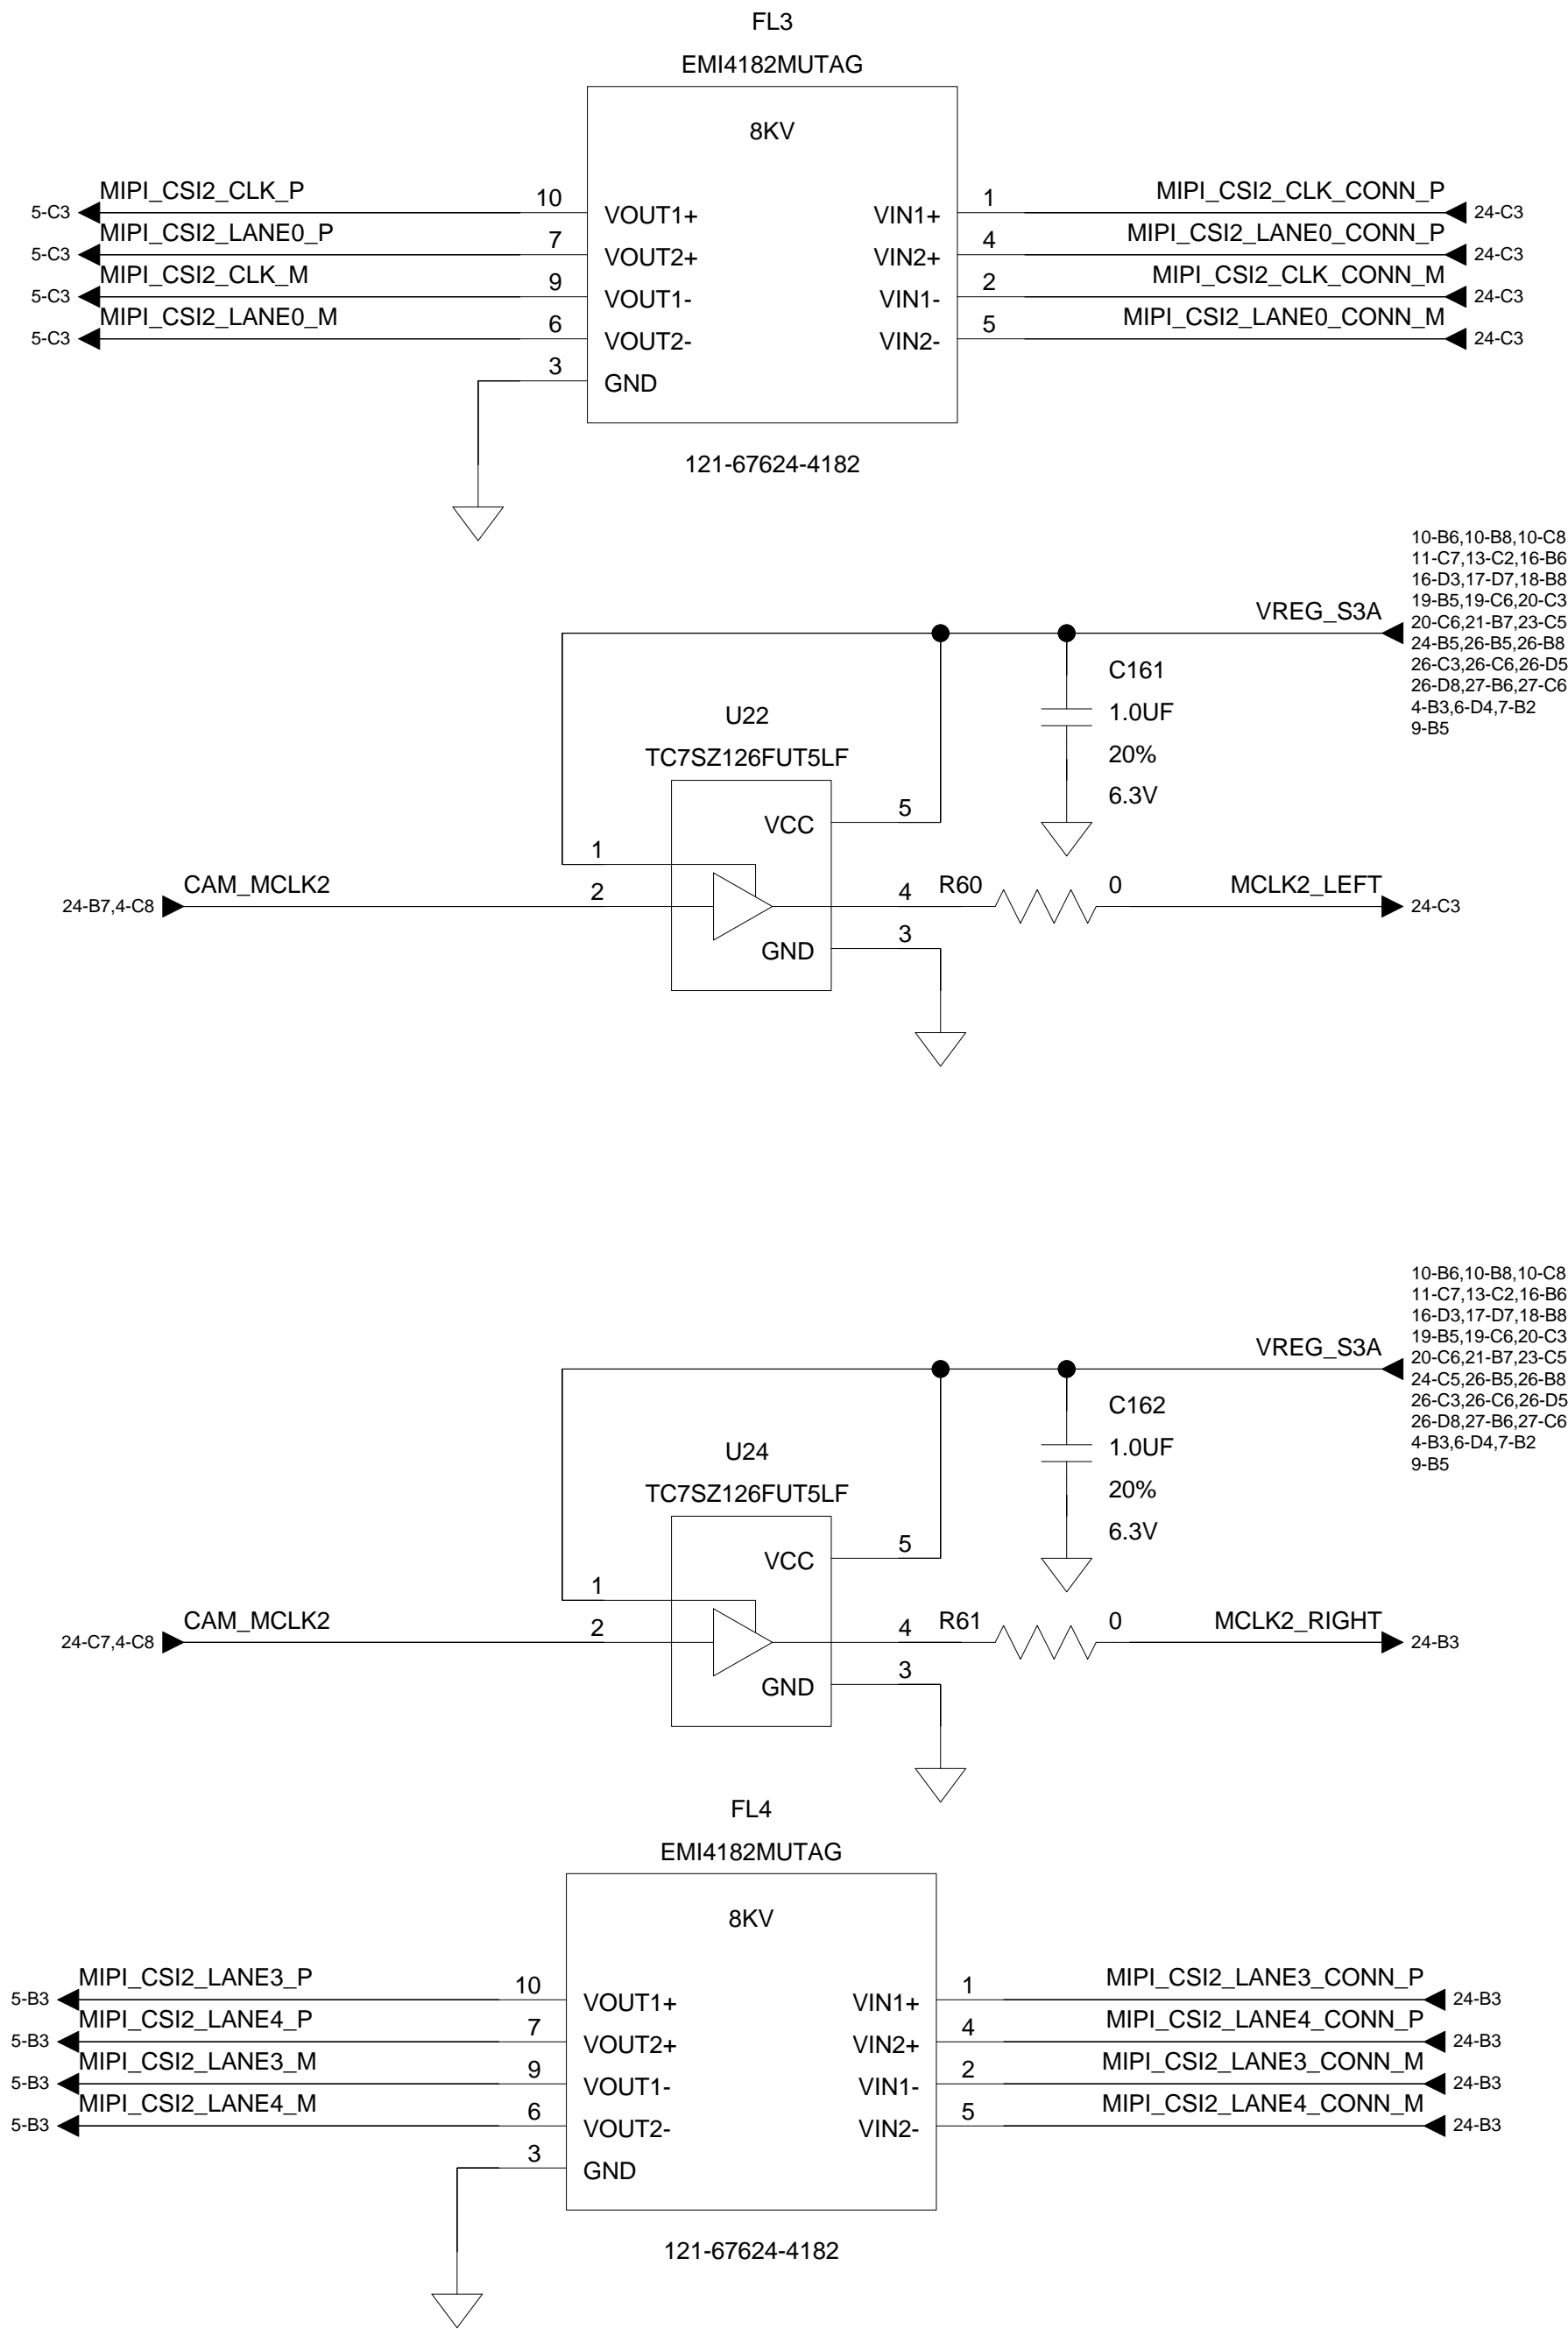 FL3
EMI4182MUTAG
8KV
MIPI_CSI2_CLK_P
MIPI_CSI2_CLK_CONN_P
5-C3
10
VOUT1+
VIN1+
1
24-C3
MIPI_CSI2_LANE0_P
MIPI_CSI2_LANE0_CONN_P
5-C3
7
VOUT2+
VIN2+
4
24-C3
MIPI_CSI2_CLK_M
MIPI_CSI2_CLK_CONN_M
5-C3
9
VOUT1-
VIN1-
2
24-C3
MIPI_CSI2_LANE0_M
MIPI_CSI2_LANE0_CONN_M
5-C3
6
VOUT2-
VIN2-
5
24-C3
3
GND
121-67624-4182
10-B6,10-B8,10-C8
11-C7,13-C2,16-B6
16-D3,17-D7,18-B8
19-B5,19-C6,20-C3
20-C6,21-B7,23-C5
24-B5,26-B5,26-B8
26-C3,26-C6,26-D5
26-D8,27-B6,27-C6
4-B3,6-D4,7-B2
9-B5
VREG_S3A
C161
1.0UF
20%
6.3V
U22
TC7SZ126FUT5LF
VCC
5
1
24-B7,4-C8
CAM_MCLK2
2
4
R60
0
MCLK2_LEFT
24-C3
GND
3
10-B6,10-B8,10-C8
11-C7,13-C2,16-B6
16-D3,17-D7,18-B8
19-B5,19-C6,20-C3
20-C6,21-B7,23-C5
24-C5,26-B5,26-B8
26-C3,26-C6,26-D5
26-D8,27-B6,27-C6
4-B3,6-D4,7-B2
9-B5
VREG_S3A
C162
1.0UF
20%
6.3V
U24
TC7SZ126FUT5LF
VCC
5
1
24-C7,4-C8
CAM_MCLK2
2
4
R61
0
MCLK2_RIGHT
24-B3
GND
3
FL4
EMI4182MUTAG
8KV
MIPI_CSI2_LANE3_P
MIPI_CSI2_LANE3_CONN_P
5-B3
10
VOUT1+
VIN1+
1
24-B3
MIPI_CSI2_LANE4_P
MIPI_CSI2_LANE4_CONN_P
5-B3
7
VOUT2+
VIN2+
4
24-B3
MIPI_CSI2_LANE3_M
MIPI_CSI2_LANE3_CONN_M
5-B3
9
VOUT1-
VIN1-
2
24-B3
MIPI_CSI2_LANE4_M
MIPI_CSI2_LANE4_CONN_M
5-B3
6
VOUT2-
VIN2-
5
24-B3
3
GND
121-67624-4182